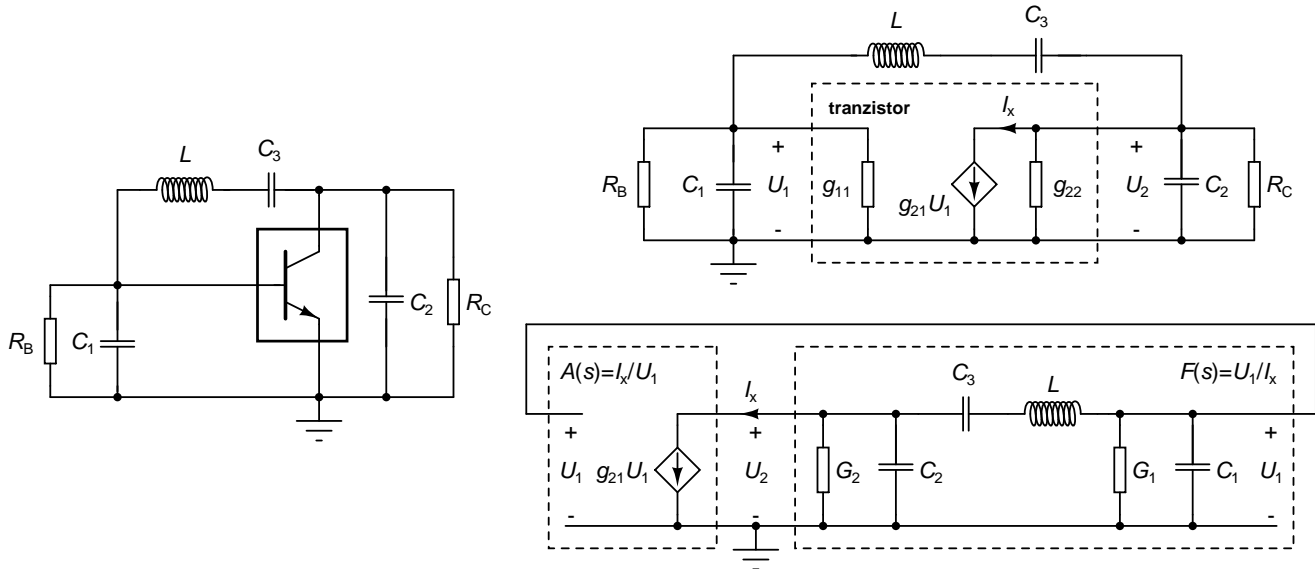 L
C3
RB
C1
C2
RC
L
C3
tranzistor
Ix
RB
C1
+
U1
-
g11
g21U1
g22
+
U2
-
C2
RC
A(s)=Ix/U1
F(s)=U1/Ix
Ix
C3
L
+
U1
-
g21U1
+
U2
-
G2
C2
G1
C1
+
U1
-